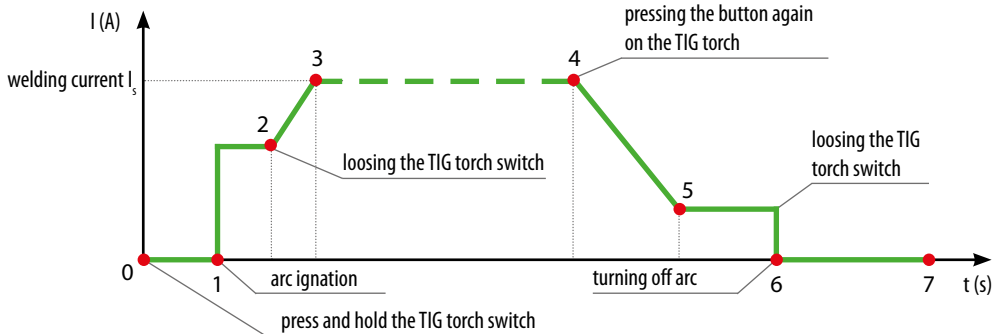 I (A)
pressing the button again
on the TIG torch
welding current Iₛ
3
4
2
loosing the TIG torch switch
loosing the TIG
torch switch
5
0
1
arc ignation
turning off arc
6
7
t (s)
press and hold the TIG torch switch